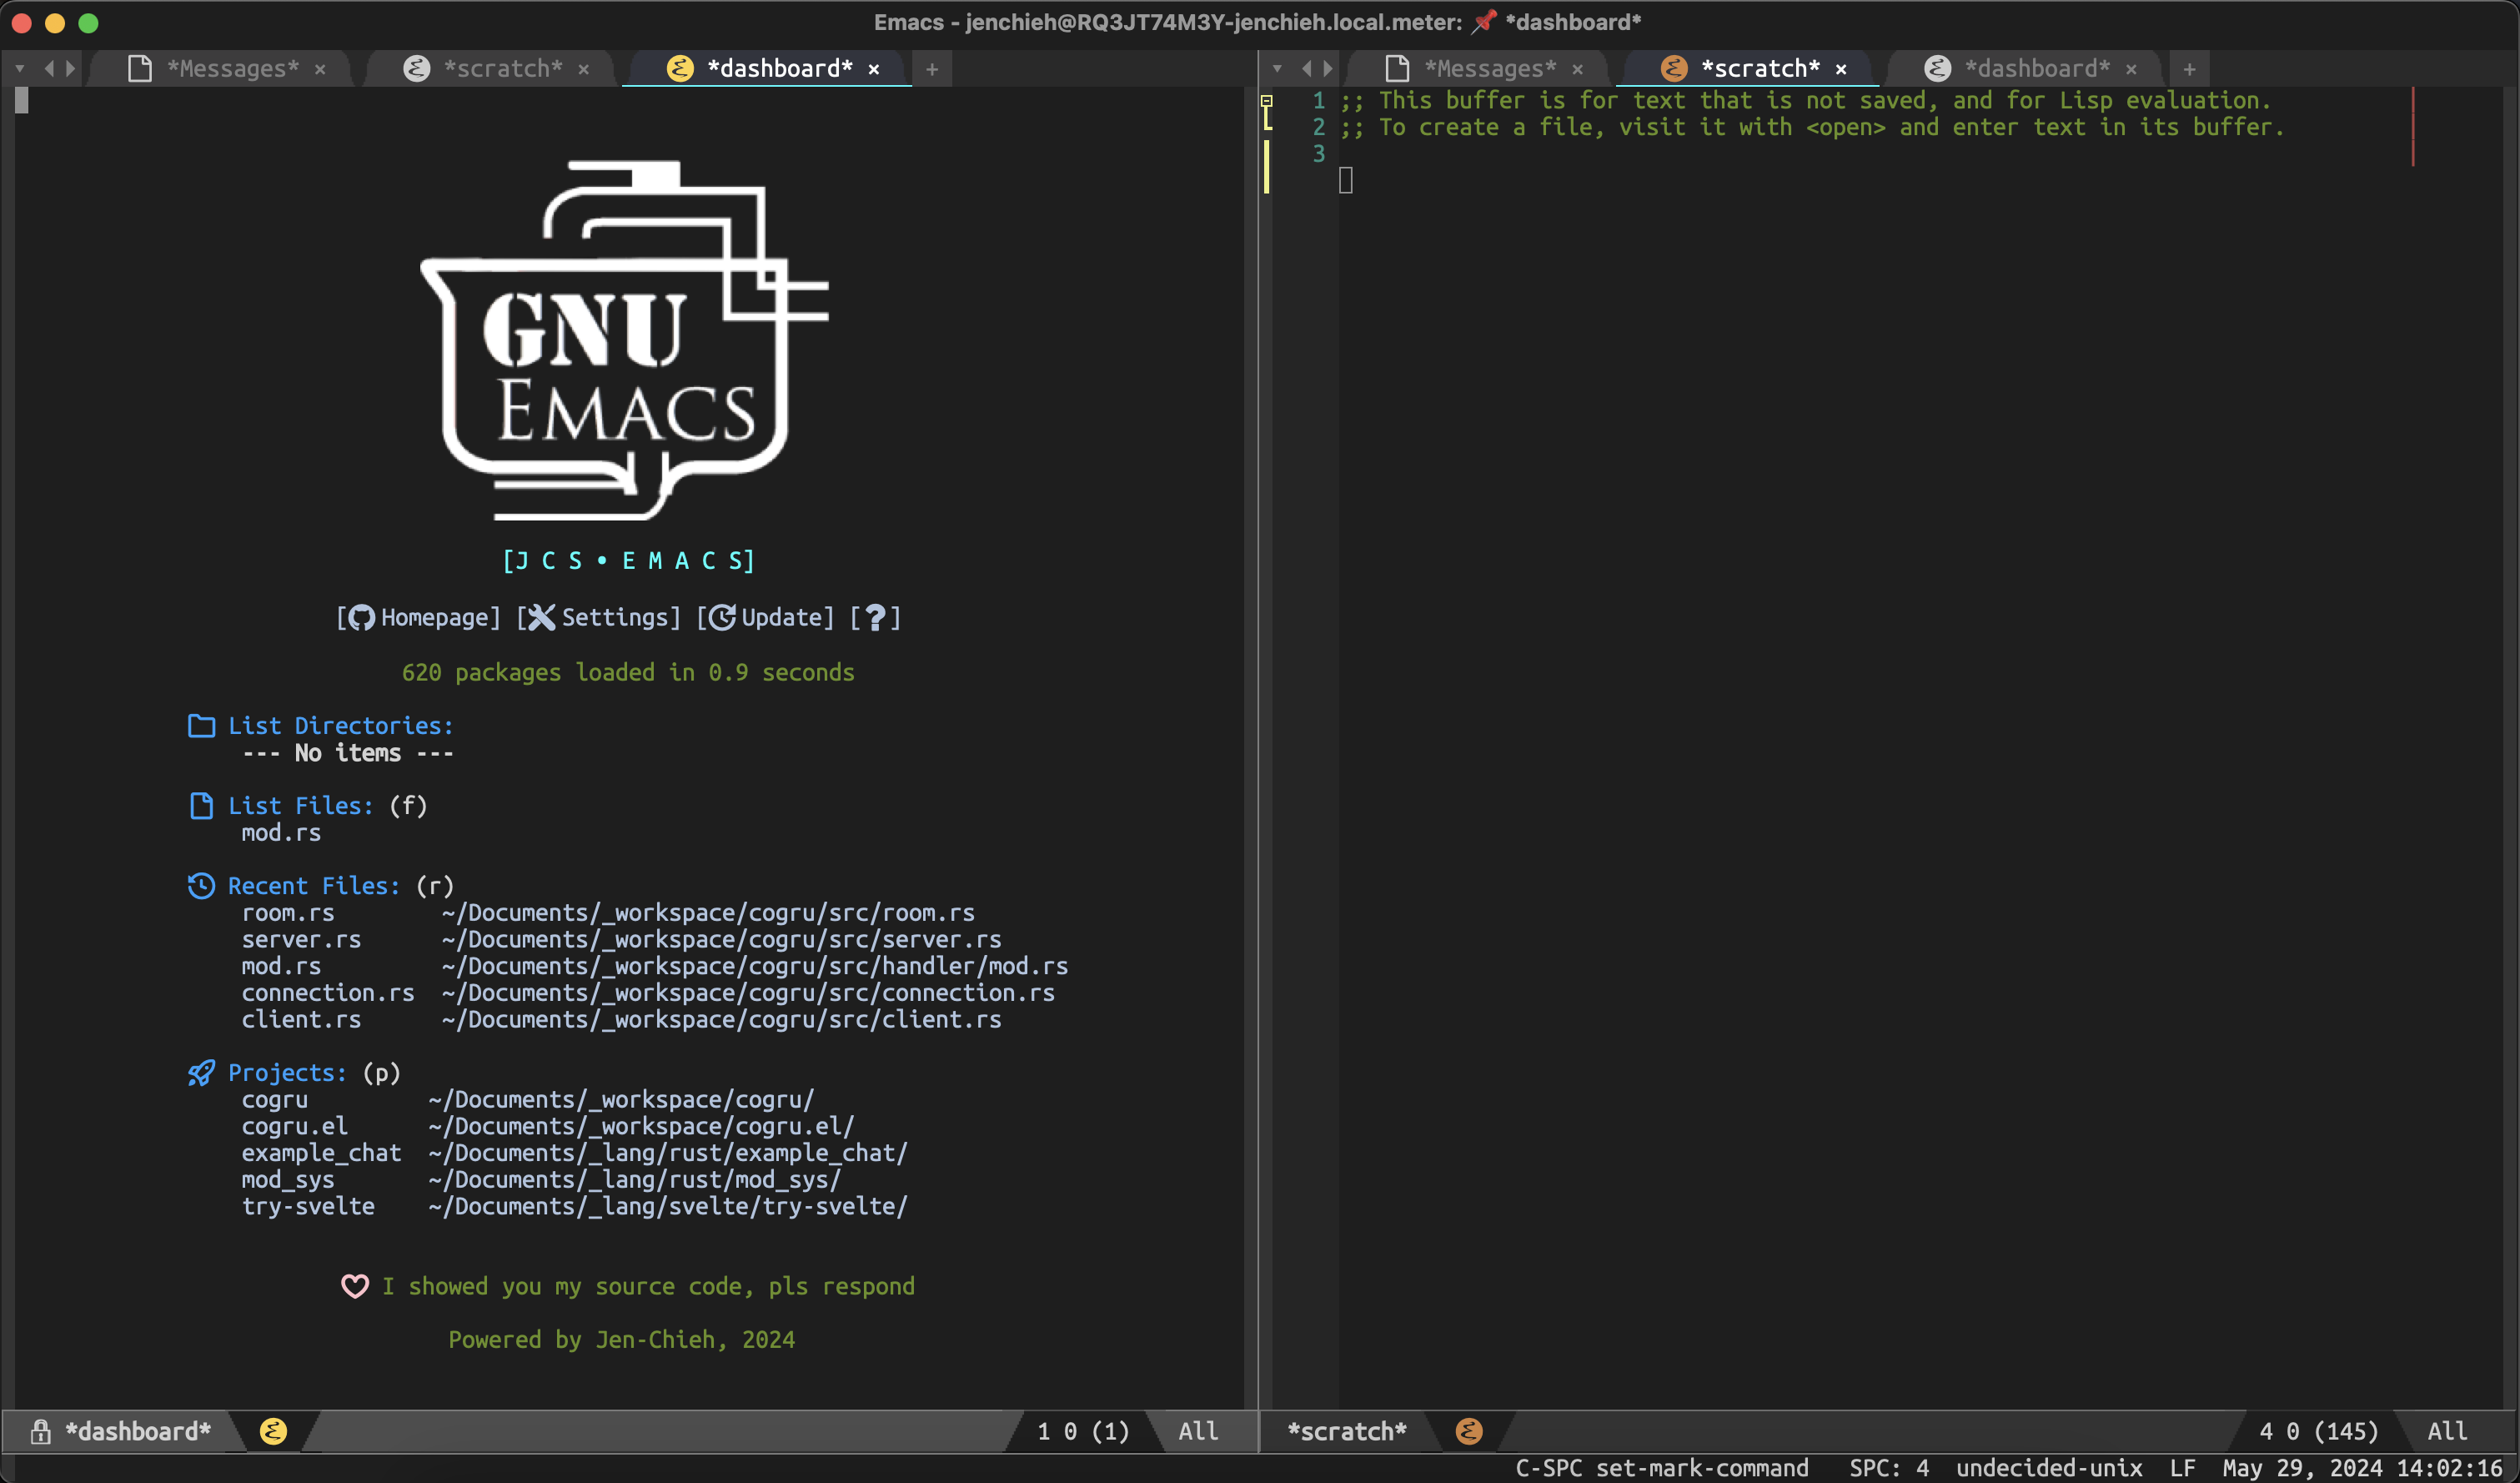 Emacs - jenchieh@RQ3JT74M3Y-jenchieh.local.meter: 📌 *dashboard*
*Messages* × *scratch* × *dashboard* × +
GNU
EMACS
[J C S • E M A C S]
[Homepage] [Settings] [Update] [?]
620 packages loaded in 0.9 seconds
List Directories:
--- No items ---
List Files: (f)
mod.rs
Recent Files: (r)
room.rs ~/Documents/_workspace/cogru/src/room.rs
server.rs ~/Documents/_workspace/cogru/src/server.rs
mod.rs ~/Documents/_workspace/cogru/src/handler/mod.rs
connection.rs ~/Documents/_workspace/cogru/src/connection.rs
client.rs ~/Documents/_workspace/cogru/src/client.rs
Projects: (p)
cogru ~/Documents/_workspace/cogru/
cogru.el ~/Documents/_workspace/cogru.el/
example_chat ~/Documents/_lang/rust/example_chat/
mod_sys ~/Documents/_lang/rust/mod_sys/
try-svelte ~/Documents/_lang/svelte/try-svelte/
I showed you my source code, pls respond
Powered by Jen-Chieh, 2024
*dashboard* 1 0 (1) All
*Messages* × *scratch* × *dashboard* × +
1 ;; This buffer is for text that is not saved, and for Lisp evaluation.
2 ;; To create a file, visit it with <open> and enter text in its buffer.
3
*scratch* 4 0 (145) All
C-SPC set-mark-command SPC: 4 undecided-unix LF May 29, 2024 14:02:16